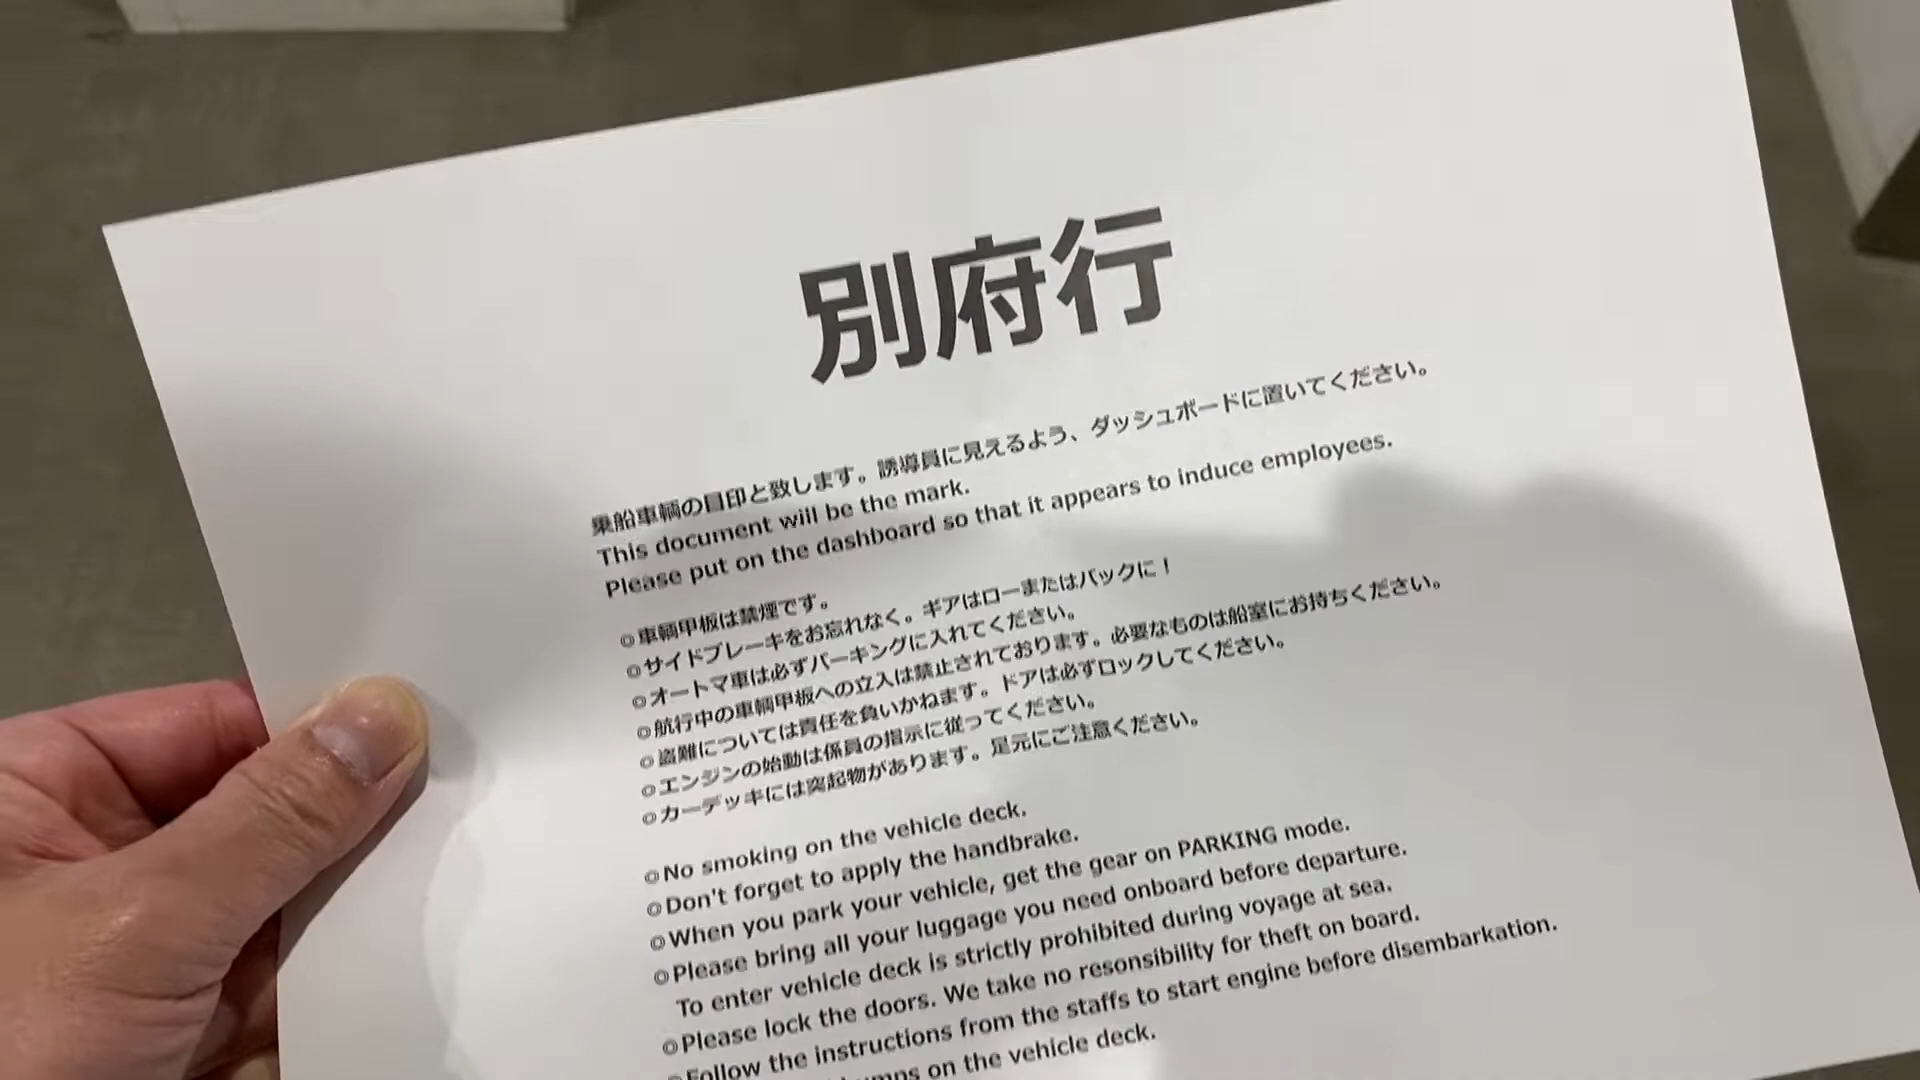 別府行
乗船車輌の目印と致します。誘導員に見えるよう、ダッシュボードに置いてください。
This document will be the mark.
Please put on the dashboard so that it appears to induce employees.
◎車輌甲板は禁煙です。
◎サイドブレーキをお忘れなく。ギアはローまたはバックに！
◎オートマ車は必ずパーキングに入れてください。
◎航行中の車輌甲板への立入は禁止されております。必要なものは船室にお持ちください。
◎盗難については責任を負いかねます。ドアは必ずロックしてください。
◎エンジンの始動は係員の指示に従ってください。
◎カーデッキには突起物があります。足元にご注意ください。
◎No smoking on the vehicle deck.
◎Don't forget to apply the handbrake.
◎When you park your vehicle, get the gear on PARKING mode.
◎Please bring all your luggage you need onboard before departure.
To enter vehicle deck is strictly prohibited during voyage at sea.
◎Please lock the doors. We take no resonsibility for theft on board.
◎Follow the instructions from the staffs to start engine before disembarkation.
on the vehicle deck.